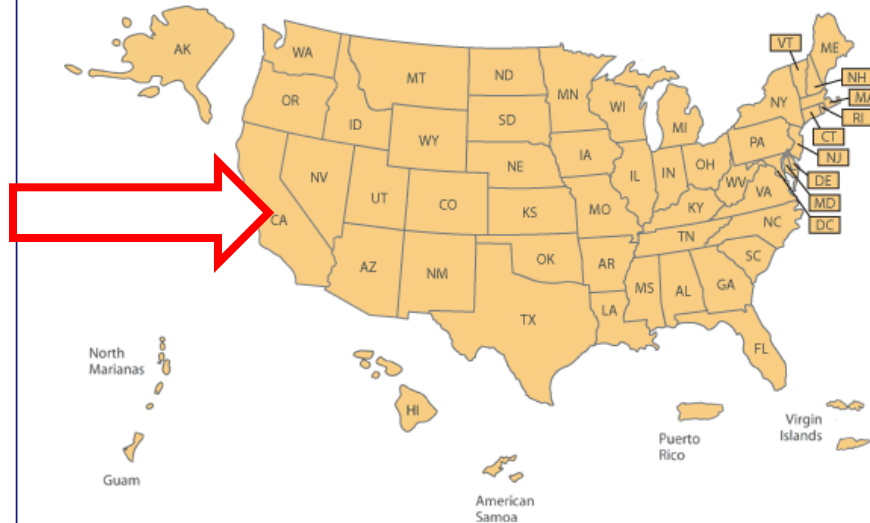 AK
WA
MT
ND
MN
VT
ME
NH
MA
RI
CT
NJ
DE
MD
DC
OR
ID
WY
SD
WI
MI
NY
PA
NV
UT
CO
NE
IA
IL
IN
OH
WV
VA
KY
CA
KS
MO
TN
NC
SC
AZ
NM
OK
AR
MS
AL
GA
TX
LA
FL
HI
North
Marianas
Guam
American
Samoa
Puerto
Rico
Virgin
Islands